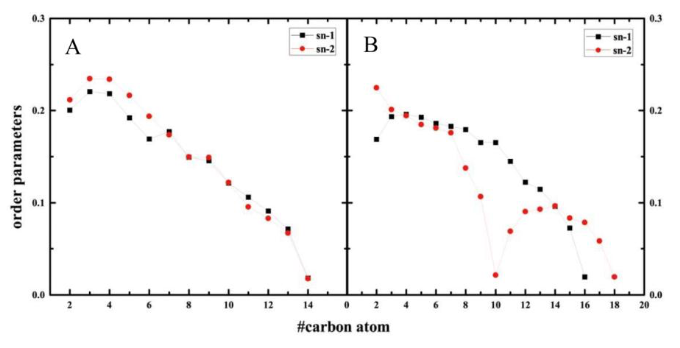 A
sn-1
sn-2
B
sn-1
sn-2
0.3
0.2
0.1
0.0
0.3
0.2
0.1
0.0
order parameters
2 4 6 8 10 12 14 0 2 4 6 8 10 12 14 16 18 20
#carbon atom